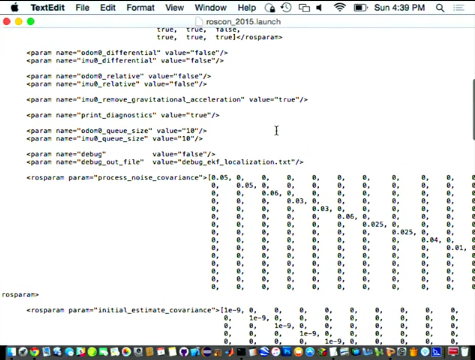 TextEdit File Edit Format View Window Help Sun 4:39 PM
roscon_2015.launch
true, true, false,
true, true, true]</rosparam>
<param name="odom0_differential" value="false"/>
<param name="imu0_differential" value="false"/>
<param name="odom0_relative" value="false"/>
<param name="imu0_relative" value="false"/>
<param name="imu0_remove_gravitational_acceleration" value="true"/>
<param name="print_diagnostics" value="true"/>
<param name="odom0_queue_size" value="10"/>
<param name="imu0_queue_size" value="10"/>
<param name="debug" value="false"/>
<param name="debug_out_file" value="debug_ekf_localization.txt"/>
<rosparam param="process_noise_covariance">[0.05, 0, 0, 0, 0, 0, 0, 0, 0,
0, 0.05, 0, 0, 0, 0, 0, 0, 0,
0, 0, 0.06, 0, 0, 0, 0, 0, 0,
0, 0, 0, 0.03, 0, 0, 0, 0, 0,
0, 0, 0, 0, 0.03, 0, 0, 0, 0,
0, 0, 0, 0, 0, 0.06, 0, 0, 0,
0, 0, 0, 0, 0, 0, 0.025, 0, 0,
0, 0, 0, 0, 0, 0, 0, 0.025, 0,
0, 0, 0, 0, 0, 0, 0, 0, 0.04, 0,
0, 0, 0, 0, 0, 0, 0, 0, 0, 0.01,
0, 0, 0, 0, 0, 0, 0, 0, 0,
0, 0, 0, 0, 0, 0, 0, 0, 0,
0, 0, 0, 0, 0, 0, 0, 0, 0,
0, 0, 0, 0, 0, 0, 0, 0, 0,
0, 0, 0, 0, 0, 0, 0, 0, 0,
rosparam>
<rosparam param="initial_estimate_covariance">[1e-9, 0, 0, 0, 0, 0, 0, 0,
0, 1e-9, 0, 0, 0, 0, 0, 0,
0, 0, 1e-9, 0, 0, 0, 0, 0,
0, 0, 0, 1e-9, 0, 0, 0, 0,
0, 0, 0, 0, 1e-9, 0, 0, 0,